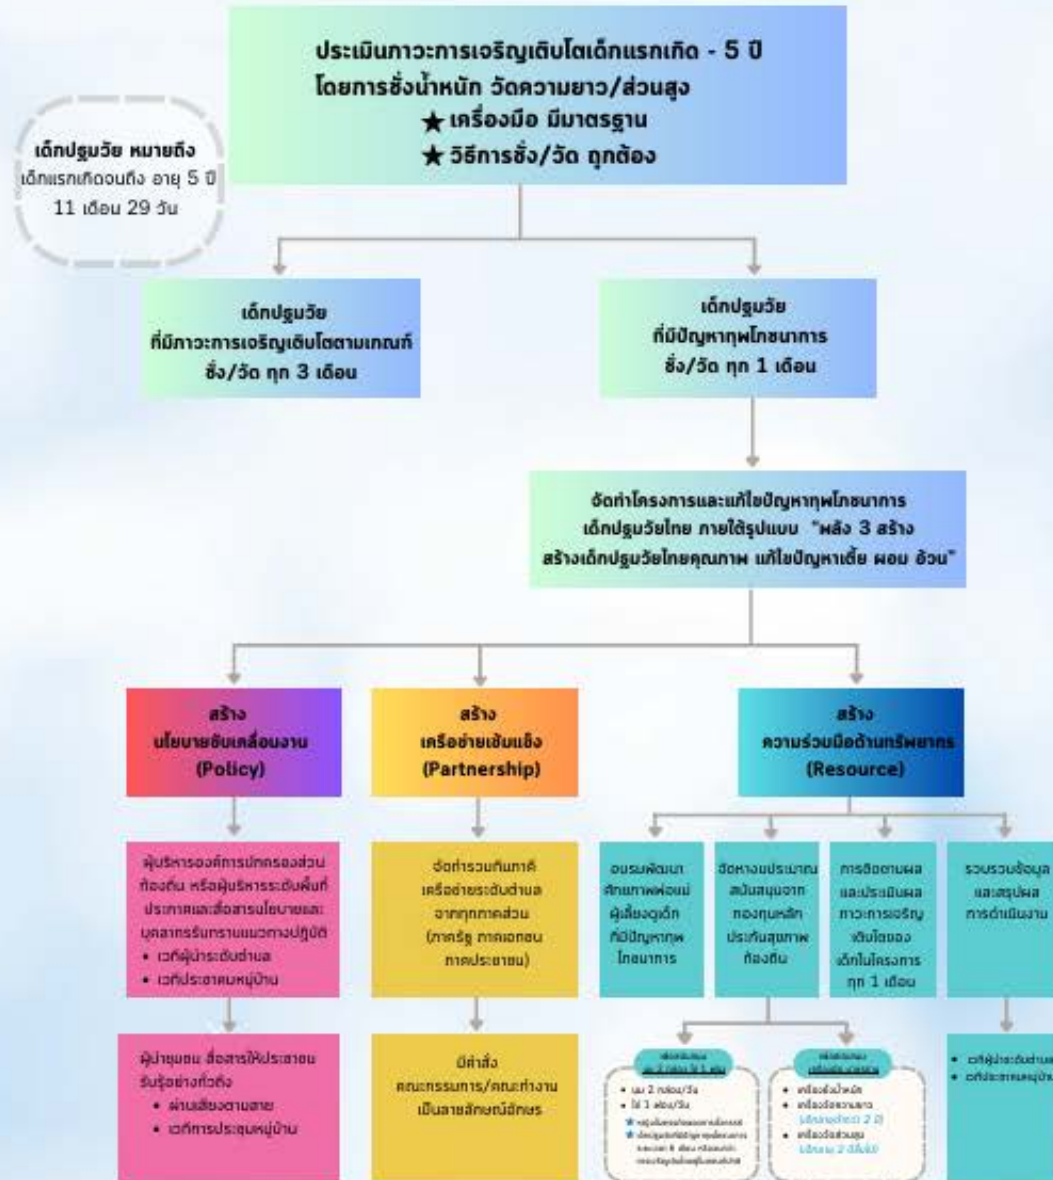 ประเมินภาวะการเจริญเติบโตเด็กแรกเกิด - 5 ปี
โดยการชั่งน้ำหนัก วัดความยาว/ส่วนสูง
★ เครื่องมือ มีมาตรฐาน
★ วิธีการชั่ง/วัด ถูกต้อง
เด็กปฐมวัย หมายถึง
เด็กแรกเกิดจนถึง อายุ 5 ปี
11 เดือน 29 วัน
เด็กปฐมวัย
ที่มีภาวะการเจริญเติบโตตามเกณฑ์
ชั่ง/วัด ทุก 3 เดือน
เด็กปฐมวัย
ที่มีปัญหาทุพโภชนาการ
ชั่ง/วัด ทุก 1 เดือน
จัดทำโครงการและแก้ไขปัญหาทุพโภชนาการ
เด็กปฐมวัยไทย ภายใต้รูปแบบ "พลัง 3 สร้าง
สร้างเด็กปฐมวัยไทยคุณภาพ แก้ไขปัญหาเตี้ย ผอม อ้วน"
สร้าง
นโยบายขับเคลื่อนงาน
(Policy)
สร้าง
เครือข่ายเข้มแข็ง
(Partnership)
สร้าง
ความร่วมมือด้านทรัพยากร
(Resource)
ผู้บริหารองค์การปกครองส่วน
ท้องถิ่น หรือผู้บริหารระดับพื้นที่
ประกาศและสื่อสารนโยบายและ
บุคลากรรับทราบแนวทางปฏิบัติ
• เวทีผู้นำระดับตำบล
• เวทีประชาคมหมู่บ้าน
จัดทำรวมทีมภาคี
เครือข่ายระดับตำบล
จากทุกภาคส่วน
(ภาครัฐ ภาคเอกชน
ภาคประชาชน)
อบรมพัฒนา
ศักยภาพพ่อแม่
ผู้เลี้ยงดูเด็ก
ที่มีปัญหาทุพ
โภชนาการ
จัดหางบประมาณ
สนับสนุนจาก
กองทุนหลัก
ประกันสุขภาพ
ท้องถิ่น
การติดตามผล
และประเมินผล
ภาวะการเจริญ
เติบโตของ
เด็กในโครงการ
ทุก 1 เดือน
รวบรวมข้อมูล
และสรุปผล
การดำเนินงาน
ผู้นำชุมชน สื่อสารให้ประชาชน
รับรู้อย่างทั่วถึง
• ผ่านเสียงตามสาย
• เวทีการประชุมหมู่บ้าน
มีคำสั่ง
คณะกรรมการ/คณะทำงาน
เป็นลายลักษณ์อักษร
นม 2 กล่อง ไข่ 1 ฟอง
• นม 2 กล่อง/วัน
• ไข่ 1 ฟอง/วัน
• เครื่องชั่งน้ำหนัก
• เครื่องวัดความยาว
(เด็กอายุต่ำกว่า 2 ปี)
• เครื่องวัดส่วนสูง
(เด็กอายุ 2 ปีขึ้นไป)
• เวทีผู้นำระดับตำบล
• เวทีประชาคมหมู่บ้าน